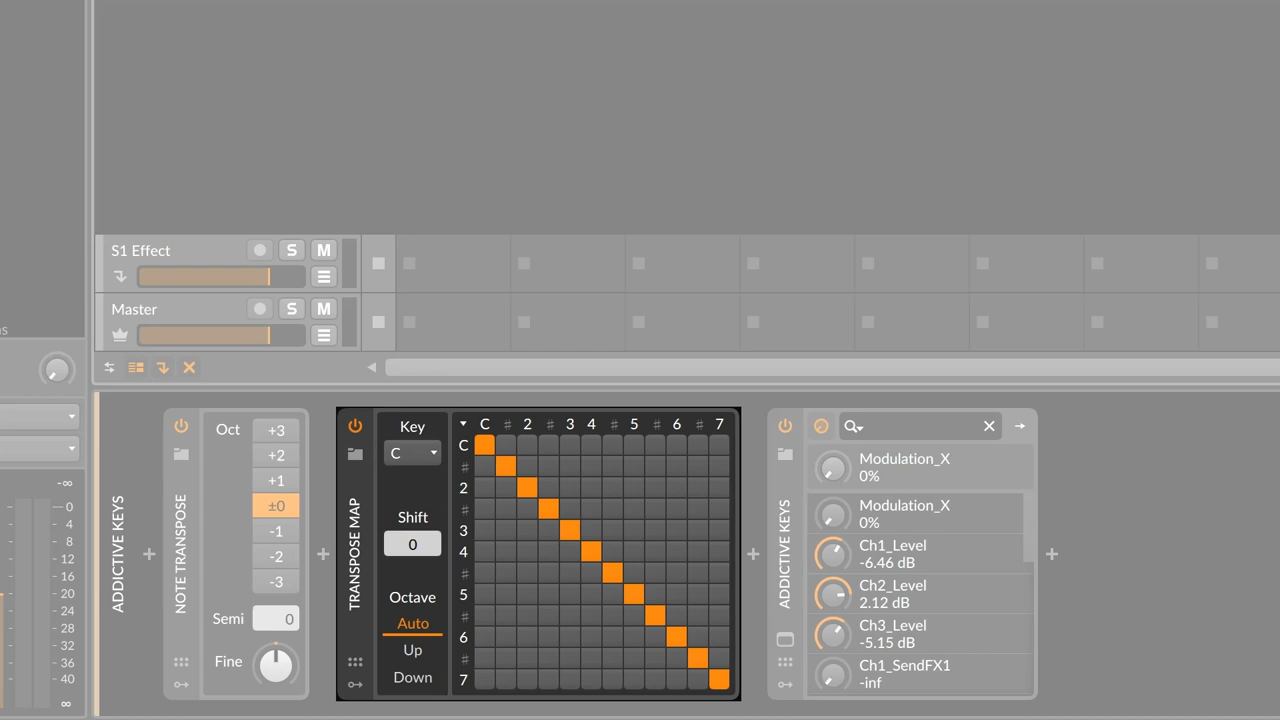 S1 Effect
S
M
Master
S
M
ns
-∞
0
4
8
12
16
20
24
28
32
36
40
∞
ADDICTIVE KEYS
NOTE TRANSPOSE
Oct
+3
+2
+1
±0
-1
-2
-3
Semi
0
Fine
TRANSPOSE MAP
Key
C
Shift
0
Octave
Auto
Up
Down
C # 2 # 3 4 # 5 # 6 # 7
C
#
2
#
3
4
#
5
#
6
#
7
ADDICTIVE KEYS
Modulation_X
0%
Modulation_X
0%
Ch1_Level
-6.46 dB
Ch2_Level
2.12 dB
Ch3_Level
-5.15 dB
Ch1_SendFX1
-inf